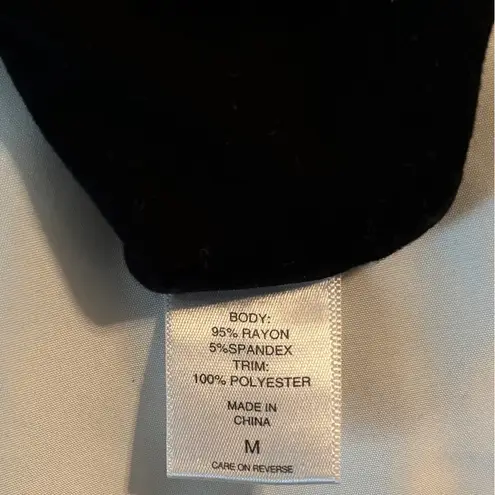 BODY:
95% RAYON
5%SPANDEX
TRIM:
100% POLYESTER
MADE IN
CHINA
M
CARE ON REVERSE